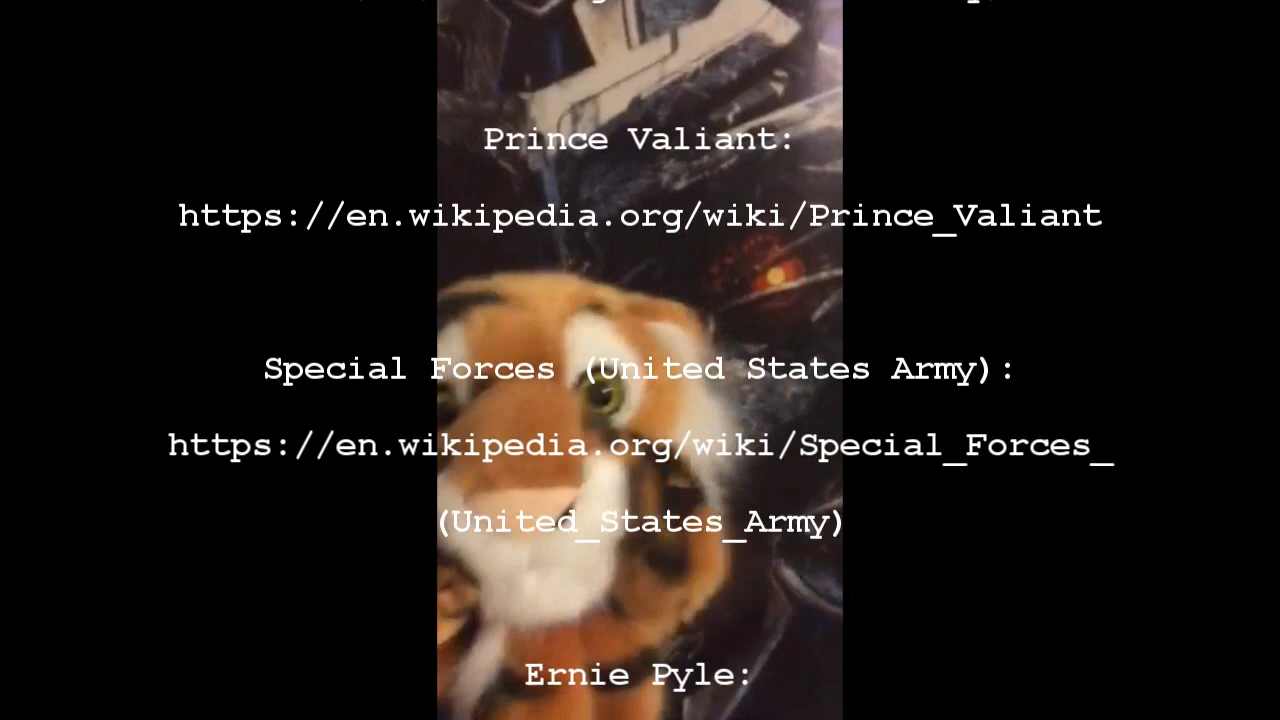 Prince Valiant:
https://en.wikipedia.org/wiki/Prince_Valiant
Special Forces (United States Army):
https://en.wikipedia.org/wiki/Special_Forces_
(United_States_Army)
Ernie Pyle: